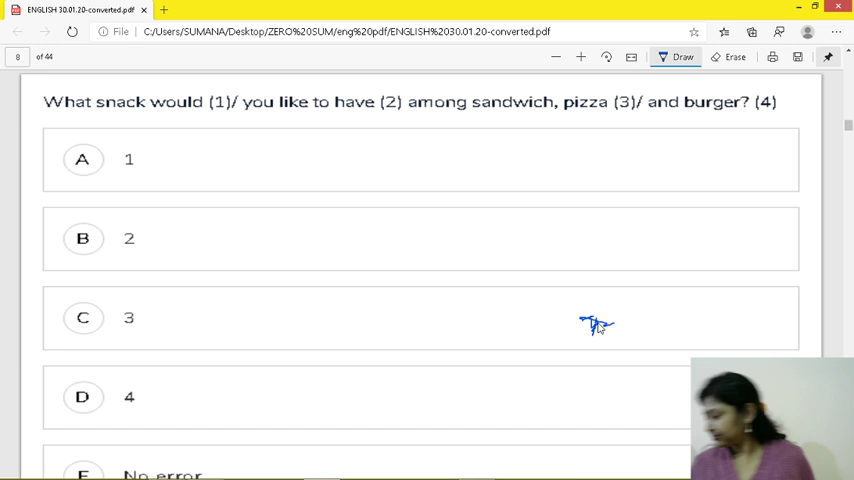 ENGLISH 30.01.20-converted.pdf
File
C:/Users/SUMANA/Desktop/ZERO%20SUM/eng%20pdf/ENGLISH%2030.01.20-converted.pdf
8 of 44
Draw
Erase
What snack would (1)/ you like to have (2) among sandwich, pizza (3)/ and burger? (4)
A 1
B 2
C 3
D 4
E No error